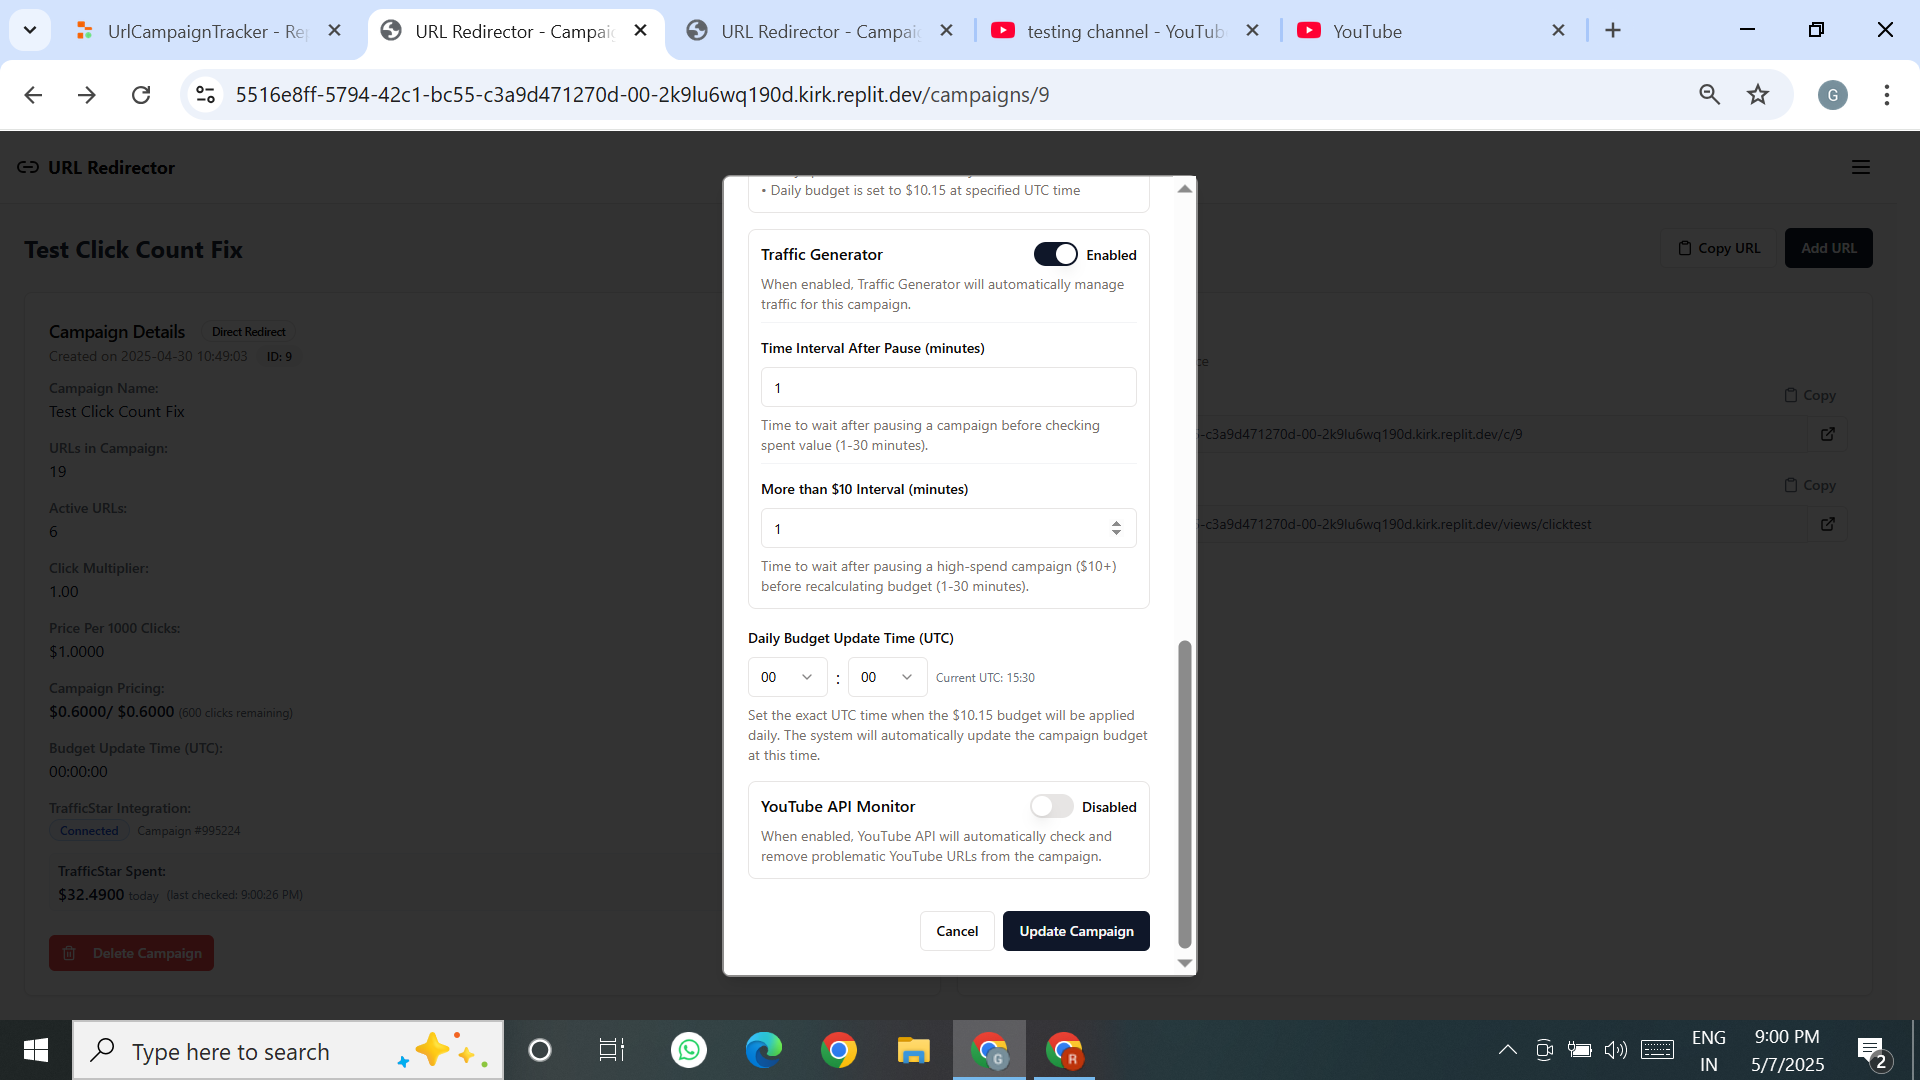 UrlCampaignTracker - Re
URL Redirector - Campai
URL Redirector - Campai
testing channel - YouTub
YouTube
5516e8ff-5794-42c1-bc55-c3a9d471270d-00-2k9lu6wq190d.kirk.replit.dev/campaigns/9
G
URL Redirector
Test Click Count Fix
Copy URL
Add URL
Campaign Details
Direct Redirect
Created on 2025-04-30 10:49:03
ID: 9
Campaign Name:
Test Click Count Fix
URLs in Campaign:
19
Active URLs:
6
Click Multiplier:
1.00
Price Per 1000 Clicks:
$1.0000
Campaign Pricing:
$0.6000/ $0.6000 (600 clicks remaining)
Budget Update Time (UTC):
00:00:00
TrafficStar Integration:
Connected
Campaign #995224
TrafficStar Spent:
$32.4900 today (last checked: 9:00:26 PM)
Delete Campaign
• Daily budget is set to $10.15 at specified UTC time
Traffic Generator
Enabled
When enabled, Traffic Generator will automatically manage
traffic for this campaign.
Time Interval After Pause (minutes)
1
Time to wait after pausing a campaign before checking
spent value (1-30 minutes).
More than $10 Interval (minutes)
1
Time to wait after pausing a high-spend campaign ($10+)
before recalculating budget (1-30 minutes).
Daily Budget Update Time (UTC)
00 : 00 Current UTC: 15:30
Set the exact UTC time when the $10.15 budget will be applied
daily. The system will automatically update the campaign budget
at this time.
YouTube API Monitor
Disabled
When enabled, YouTube API will automatically check and
remove problematic YouTube URLs from the campaign.
Cancel
Update Campaign
ce
Copy
-c3a9d471270d-00-2k9lu6wq190d.kirk.replit.dev/c/9
Copy
-c3a9d471270d-00-2k9lu6wq190d.kirk.replit.dev/views/clicktest
Type here to search
G
R
ENG
IN
9:00 PM
5/7/2025
2